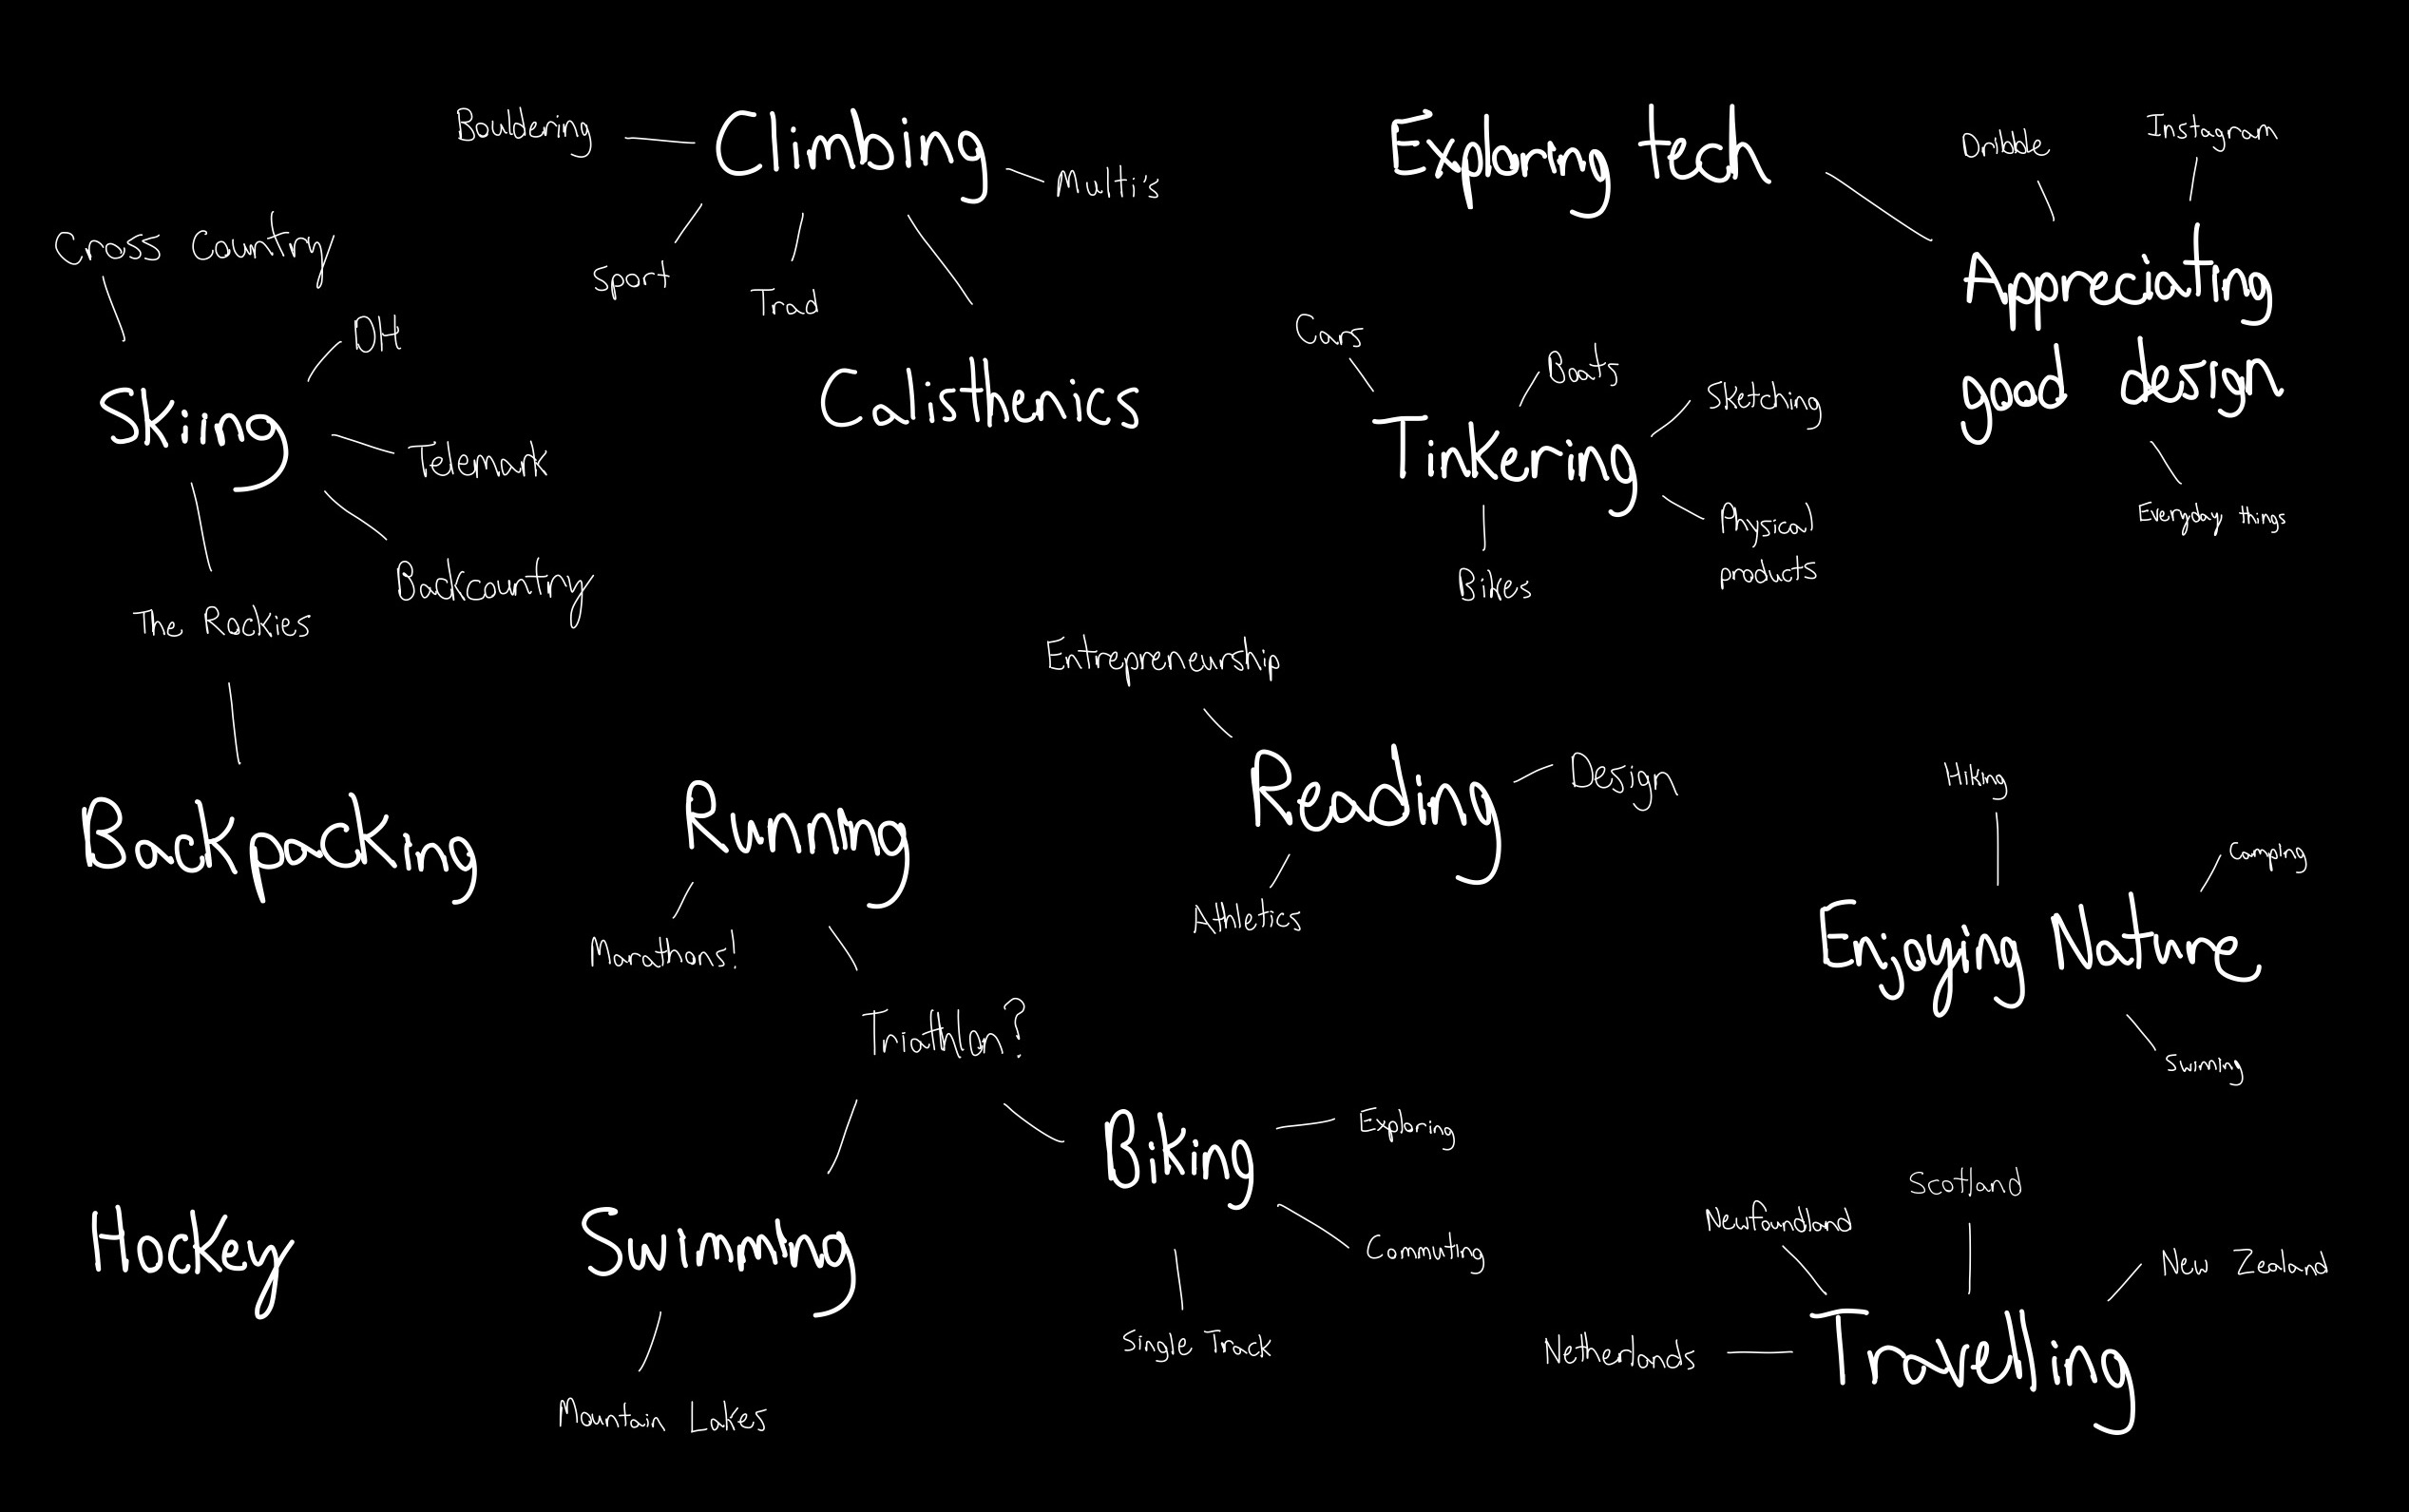 Bouldering
Climbing
Multi's
Sport
Trad
Calisthenics
Cross Country
DH
Skiing
Telemark
Backcountry
The Rockies
Backpacking
Exploring tech
Dribble
Instagram
Appreciating
good design
Everyday things
Cars
Boats
Sketching
Tinkering
Physical
products
Bikes
Entrepreneurship
Reading
Design
Athletics
Running
Marathons!
Triathlon?
Biking
Exploring
Commuting
Single Track
Swimming
Mountain Lakes
Hockey
Hiking
Camping
Enjoying Nature
Swimming
Scotland
Newfoundland
New Zealand
Netherlands
Travelling